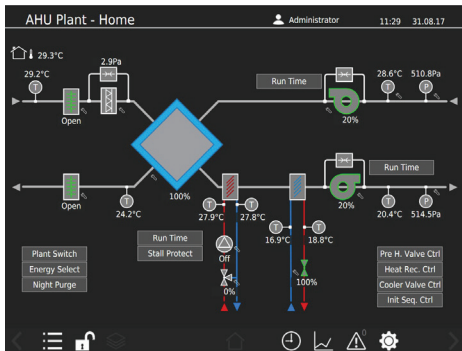 AHU Plant - Home
Administrator
11:29 31.08.17
29.3°C
29.2°C
2.9Pa
28.6°C
510.8Pa
T
Run Time
T
P
Open
20%
Run Time
T
T
P
Open
24.2°C
100%
20%
20.4°C
514.5Pa
T
T
27.9°C
27.8°C
T
T
16.9°C
18.8°C
Run Time
Stall Protect
Off
0%
100%
Plant Switch
Energy Select
Night Purge
Pre H. Valve Ctrl
Heat Rec. Ctrl
Cooler Valve Ctrl
Init Seq. Ctrl
0